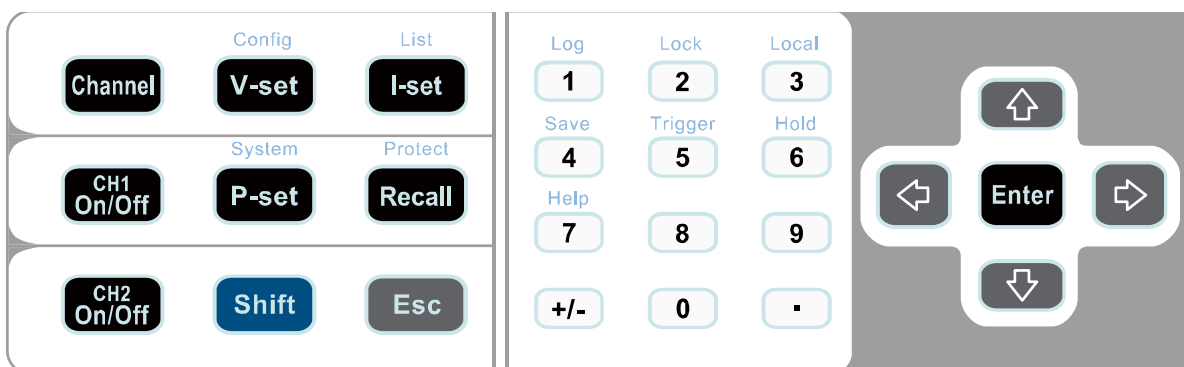 Config List
Channel V-set I-set
System Protect
CH1
On/Off P-set Recall
CH2
On/Off Shift Esc
Log Lock Local
1 2 3
Save Trigger Hold
4 5 6
Help
7 8 9
+/- 0 .
Enter